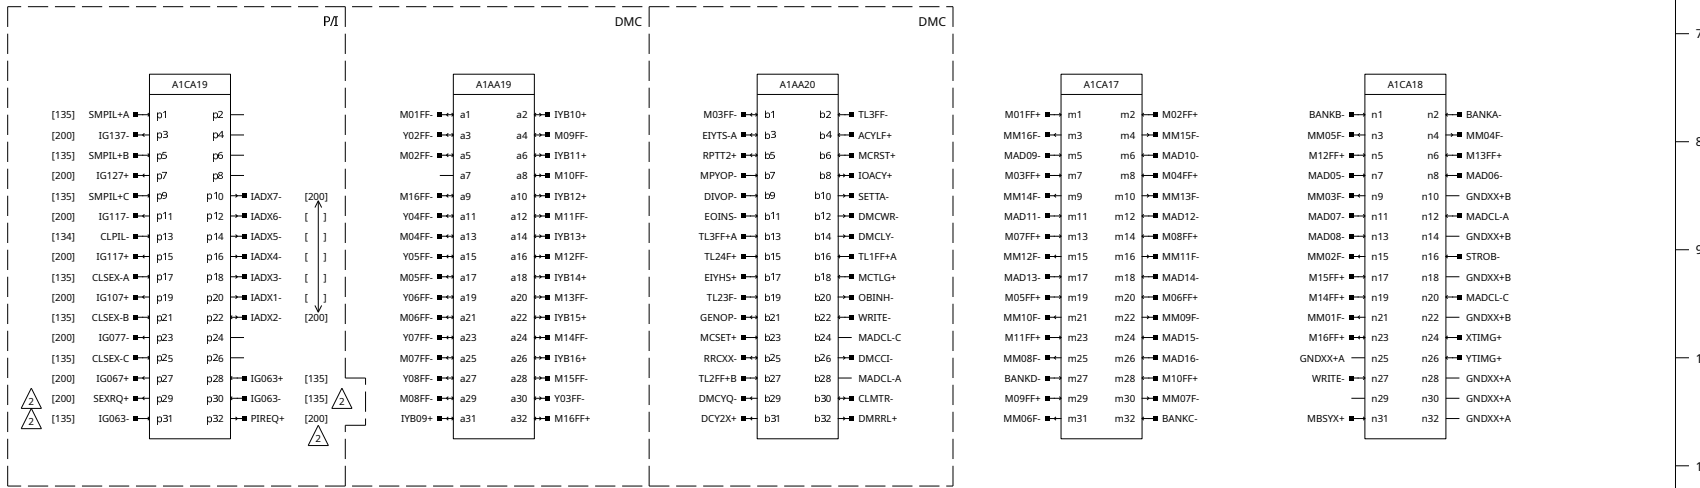 P/I DMC DMC
7
A1CA19 A1AA19 A1AA20 A1CA17 A1CA18
[135] SMPIL+A p1 p2 M01FF- a1 a2 IYB10+ M03FF- b1 b2 TL3FF- M01FF+ m1 m2 M02FF+ BANKB- n1 n2 BANKA-
[200] IG137- p3 p4 Y02FF- a3 a4 M09FF- EIYTS-A b3 b4 ACYLF+ MM16F- m3 m4 MM15F- MM05F- n3 n4 MM04F-
8
[135] SMPIL+B p5 p6 M02FF- a5 a6 IYB11+ RPTT2+ b5 b6 MCRST+ MAD09- m5 m6 MAD10- M12FF+ n5 n6 M13FF+
[200] IG127+ p7 p8 a7 a8 M10FF- MPYOP- b7 b8 IOACY+ M03FF+ m7 m8 M04FF+ MAD05- n7 n8 MAD06-
[135] SMPIL+C p9 p10 IADX7- [200] M16FF- a9 a10 IYB12+ DIVOP- b9 b10 SETTA- MM14F- m9 m10 MM13F- MM03F- n9 n10 GNDXX+B
[200] IG117- p11 p12 IADX6- [ ] Y04FF- a11 a12 M11FF- EOINS- b11 b12 DMCWR- MAD11- m11 m12 MAD12- MAD07- n11 n12 MADCL-A
[134] CLPIL- p13 p14 IADX5- [ ] M04FF- a13 a14 IYB13+ TL3FF+A b13 b14 DMCLY- M07FF+ m13 m14 M08FF+ MAD08- n13 n14 GNDXX+B
9
[200] IG117+ p15 p16 IADX4- [ ] Y05FF- a15 a16 M12FF- TL24F+ b15 b16 TL1FF+A MM12F- m15 m16 MM11F- MM02F- n15 n16 STROB-
[135] CLSEX-A p17 p18 IADX3- [ ] M05FF- a17 a18 IYB14+ EIYHS+ b17 b18 MCTLG+ MAD13- m17 m18 MAD14- M15FF+ n17 n18 GNDXX+B
[200] IG107+ p19 p20 IADX1- [ ] Y06FF- a19 a20 M13FF- TL23F- b19 b20 OBINH- M05FF+ m19 m20 M06FF+ M14FF+ n19 n20 MADCL-C
[135] CLSEX-B p21 p22 IADX2- [200] M06FF- a21 a22 IYB15+ GENOP- b21 b22 WRITE- MM10F- m21 m22 MM09F- MM01F- n21 n22 GNDXX+B
[200] IG077- p23 p24 Y07FF- a23 a24 M14FF- MCSET+ b23 b24 MADCL-C M11FF+ m23 m24 MAD15- M16FF+ n23 n24 XTIMG+
[135] CLSEX-C p25 p26 M07FF- a25 a26 IYB16+ RRCXX- b25 b26 DMCCI- MM08F- m25 m26 MAD16- GNDXX+A n25 n26 YTIMG+
1
[200] IG067+ p27 p28 IG063+ [135] Y08FF- a27 a28 M15FF- TL2FF+B b27 b28 MADCL-A BANKD- m27 m28 M10FF+ WRITE- n27 n28 GNDXX+A
2 [200] SEXRQ+ p29 p30 IG063- [135] 2 M08FF- a29 a30 Y03FF- DMCYQ- b29 b30 CLMTR- M09FF+ m29 m30 MM07F- n29 n30 GNDXX+A
2 [135] IG063- p31 p32 PIREQ+ [200] IYB09+ a31 a32 M16FF+ DCY2X+ b31 b32 DMRRL+ MM06F- m31 m32 BANKC- MBSYX+ n31 n32 GNDXX+A
2
1